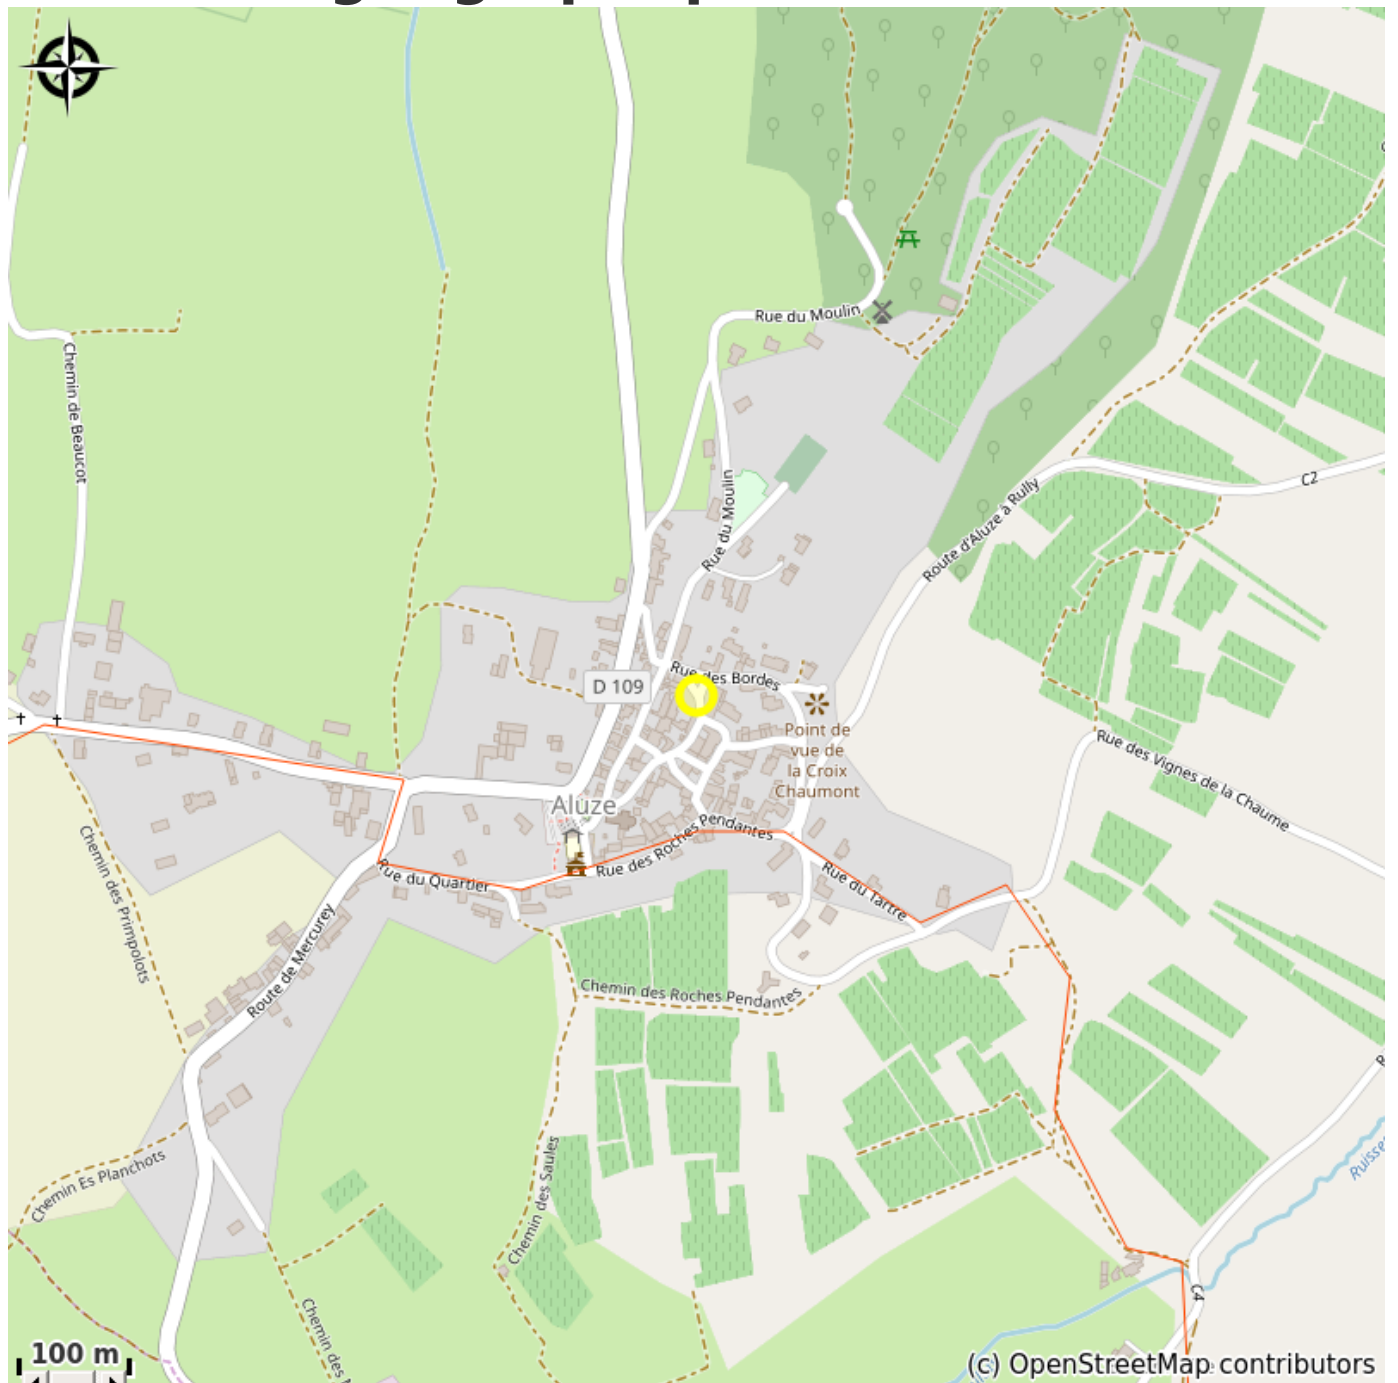 Rue du Moulin
Chemin de Beaucot
Rue du Moulin
C2
Route d'Aluze à Rully
Rue des Bordes
D 109
Point de
vue de
la Croix
Chaumont
Rue des Vignes de la Chaume
Aluze
Rue des Roches Pendantes
Rue du Quartier
Rue du Tartre
Chemin des Primpolots
Route de Mercurey
Chemin des Roches Pendantes
Chemin Es Planchots
Chemin des Saules
Ruisse
C4
Chemin des
100 m
(c) OpenStreetMap contributors